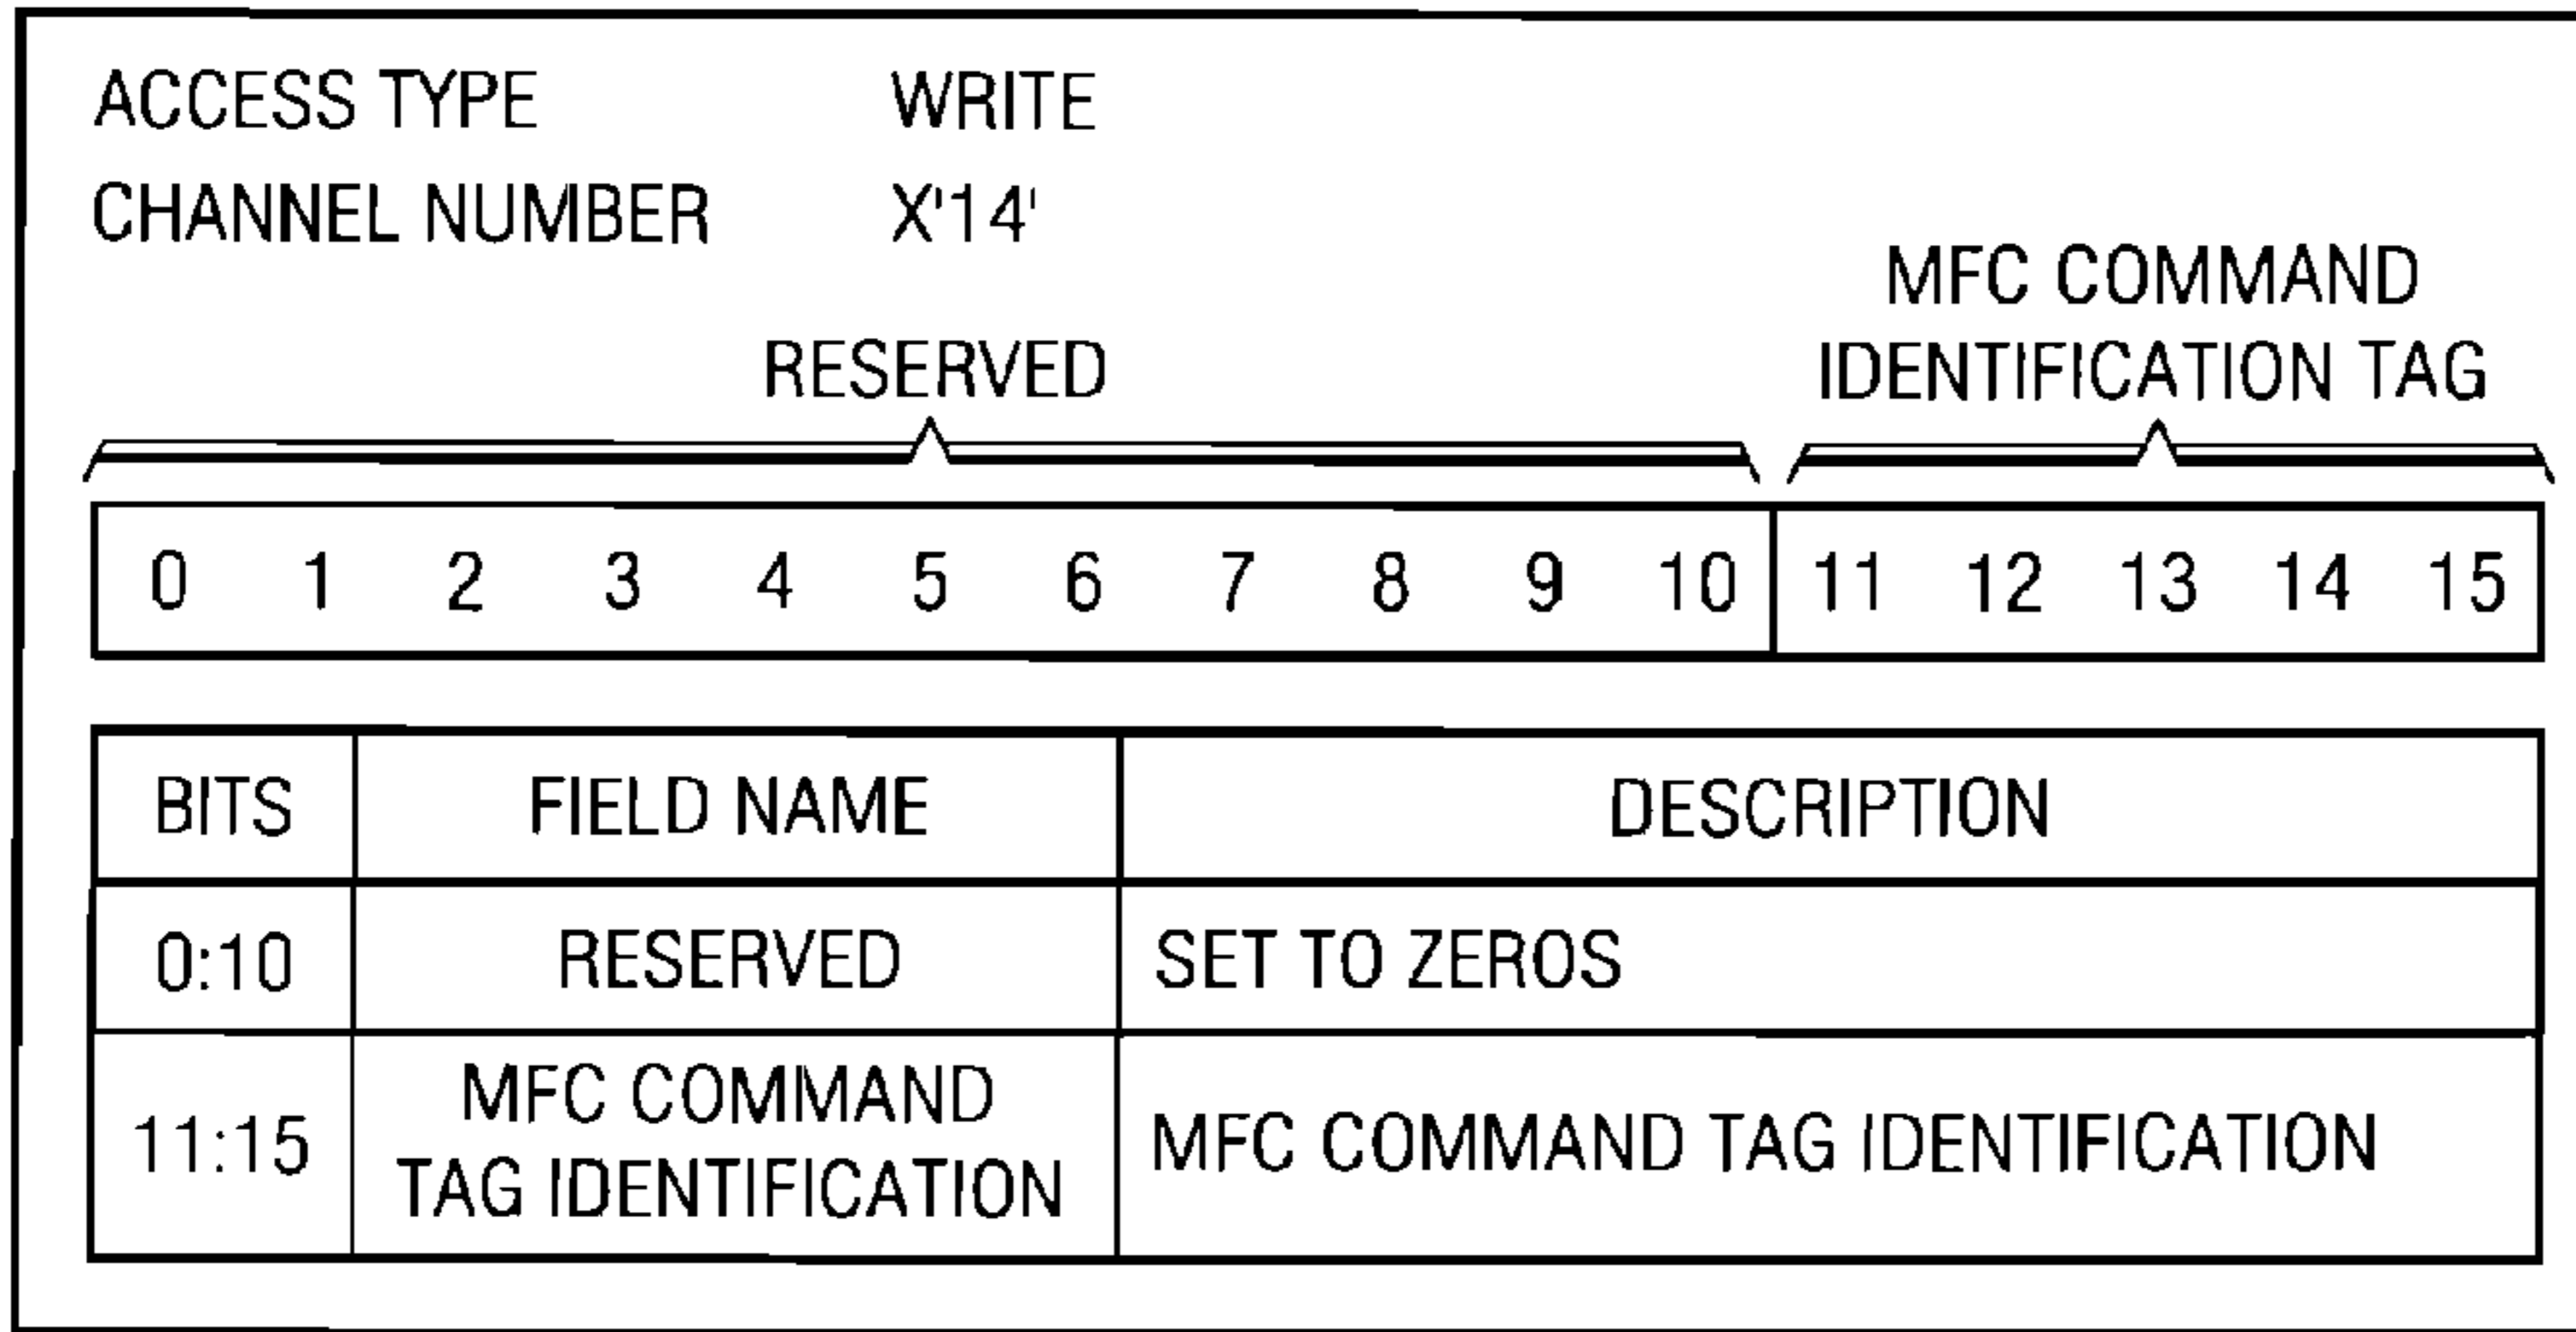 ACCESS TYPE WRITE
CHANNEL NUMBER X'14'
MFC COMMAND
RESERVED IDENTIFICATION TAG
0 1 2 3 4 5 6 7 8 9 10 11 12 13 14 15
BITS FIELD NAME DESCRIPTION
0:10 RESERVED SET TO ZEROS
11:15 MFC COMMAND
TAG IDENTIFICATION MFC COMMAND TAG IDENTIFICATION